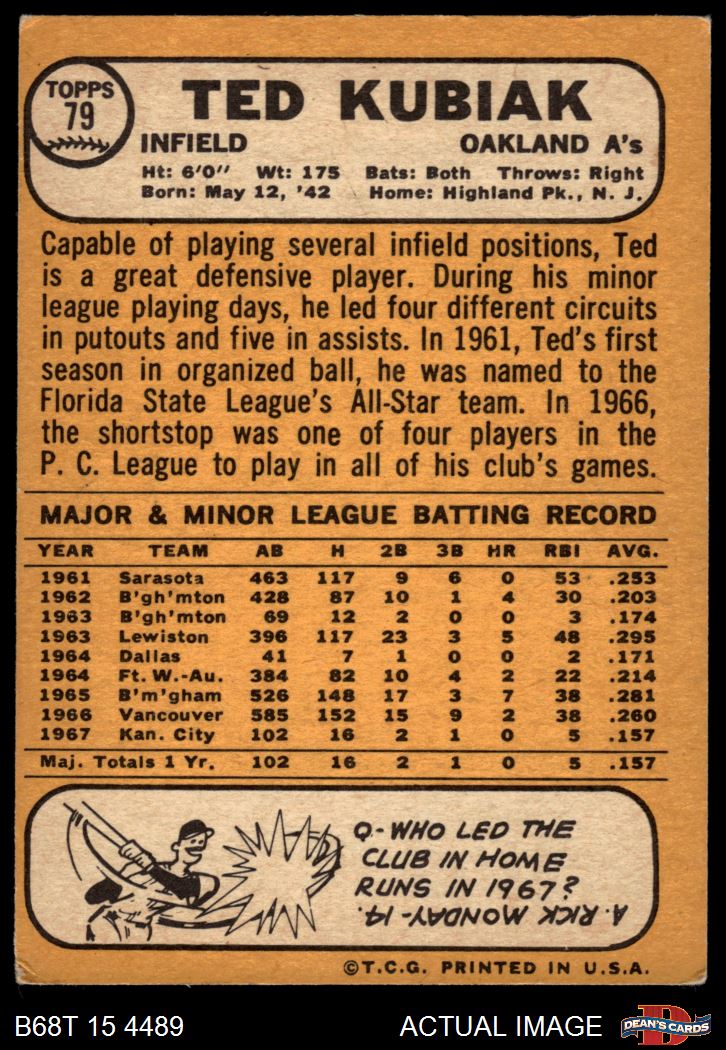 TOPPS
79
TED KUBIAK
INFIELD OAKLAND A's
Ht: 6'0" Wt: 175 Bats: Both Throws: Right
Born: May 12, '42 Home: Highland Pk., N. J.
Capable of playing several infield positions, Ted
is a great defensive player. During his minor
league playing days, he led four different circuits
in putouts and five in assists. In 1961, Ted's first
season in organized ball, he was named to the
Florida State League's All-Star team. In 1966,
the shortstop was one of four players in the
P. C. League to play in all of his club's games.
MAJOR & MINOR LEAGUE BATTING RECORD
YEAR TEAM AB H 2B 3B HR RBI AVG.
1961 Sarasota 463 117 9 6 0 53 .253
1962 B'gh'mton 428 87 10 1 4 30 .203
1963 B'gh'mton 69 12 2 0 0 3 .174
1963 Lewiston 396 117 23 3 5 48 .295
1964 Dallas 41 7 1 0 0 2 .171
1964 Ft. W.-Au. 384 82 10 4 2 22 .214
1965 B'm'gham 526 148 17 3 7 38 .281
1966 Vancouver 585 152 15 9 2 38 .260
1967 Kan. City 102 16 2 1 0 5 .157
Maj. Totals 1 Yr. 102 16 2 1 0 5 .157
Q-WHO LED THE
CLUB IN HOME
RUNS IN 1967?
A. RICK MONDAY-14.
©T.C.G. PRINTED IN U.S.A.
B68T 15 4489 ACTUAL IMAGE
D
DEAN'S CARDS